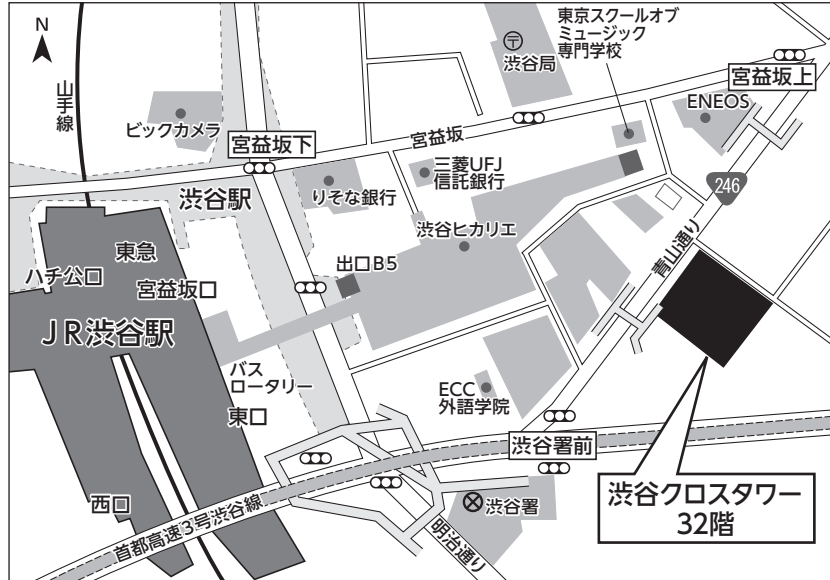 N
山手線
ビックカメラ
宮益坂下
渋谷局
東京スクールオブ
ミュージック
専門学校
宮益坂上
ENEOS
宮益坂
246
渋谷駅
りそな銀行
三菱UFJ
信託銀行
渋谷ヒカリエ
青山通り
東急
ハチ公口
宮益坂口
出口B5
JR渋谷駅
バス
ロータリー
東口
ECC
外語学院
渋谷署前
西口
首都高速3号渋谷線
渋谷署
明治通り
渋谷クロスタワー
32階